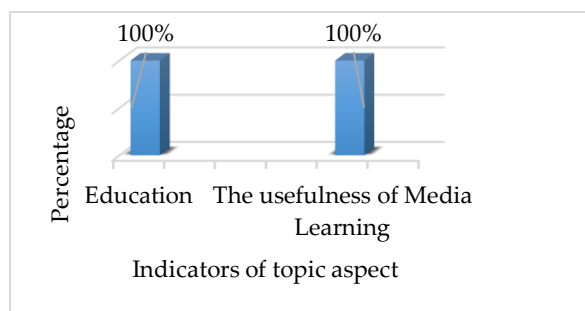 100% 100%
Percentage
Education The usefulness of Media
Learning
Indicators of topic aspect